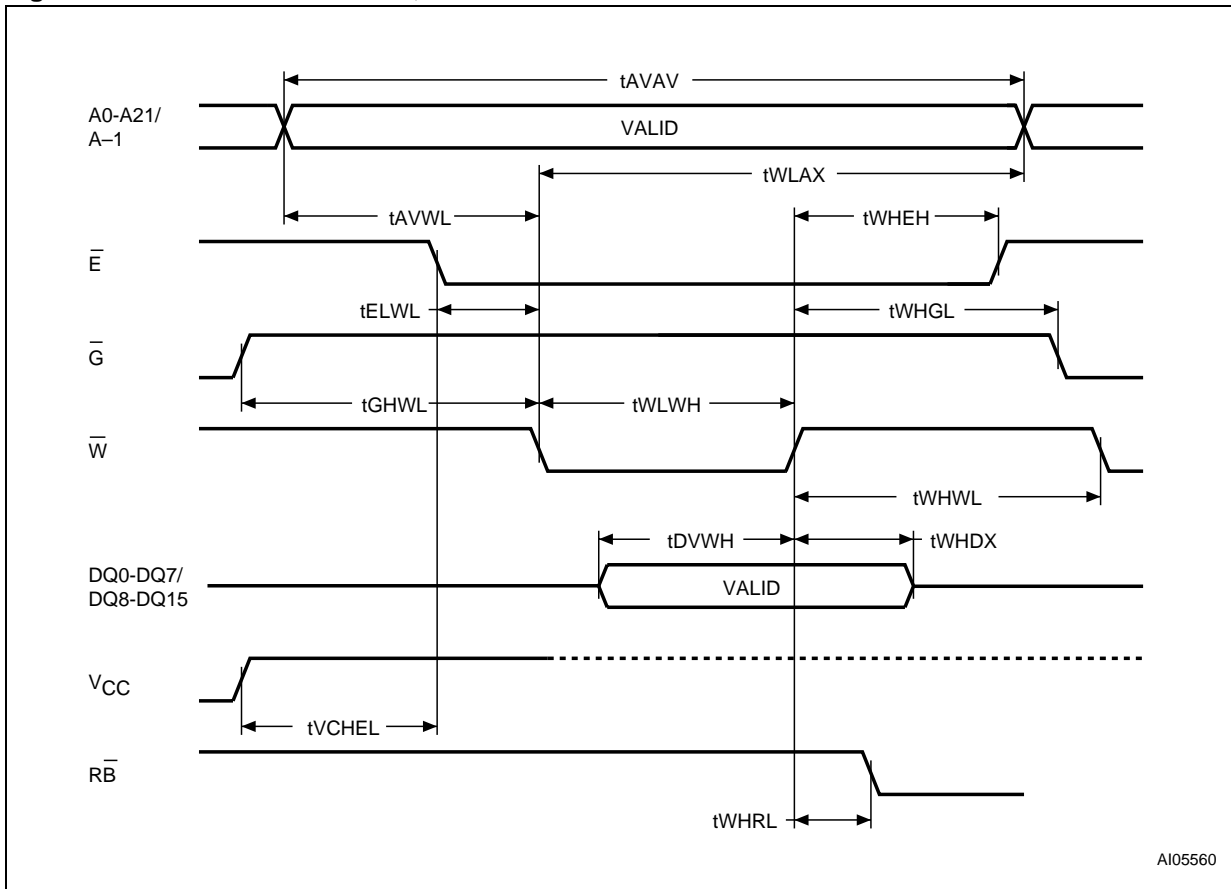 tAVAV
A0-A21/
A–1
VALID
tWLAX
tAVWL
tWHEH
E̅
tELWL
tWHGL
G̅
tGHWL
tWLWH
W̅
tWHWL
tDVWH
tWHDX
DQ0-DQ7/
DQ8-DQ15
VALID
VCC
tVCHEL
RB̅
tWHRL
AI05560